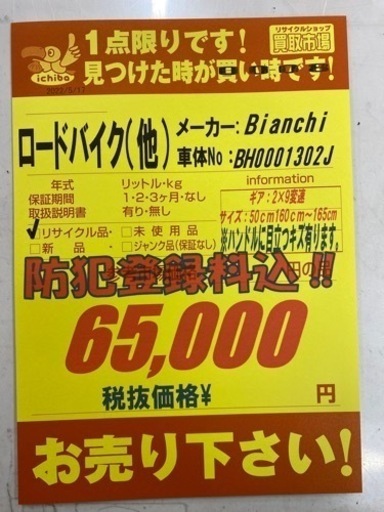 1点限りです!
見つけた時が買い時です!
リサイクルショップ
買取市場
ichiba
2022/5/17
ロードバイク(他)
メーカー:Bianchi
車体No:BH0001302J
年式
リットル・kg
保証期間
1・2・3ヶ月・なし
取扱説明書
有り・無し
リサイクル品・
未使用品
新品・
ジャンク品(保証なし)
information
ギア:2×9変速
サイズ:50cm160cm~165cm
※ハンドルに目立つキズ有ります。
防犯登録料込!!
65,000
税抜価格¥
円
お売り下さい!